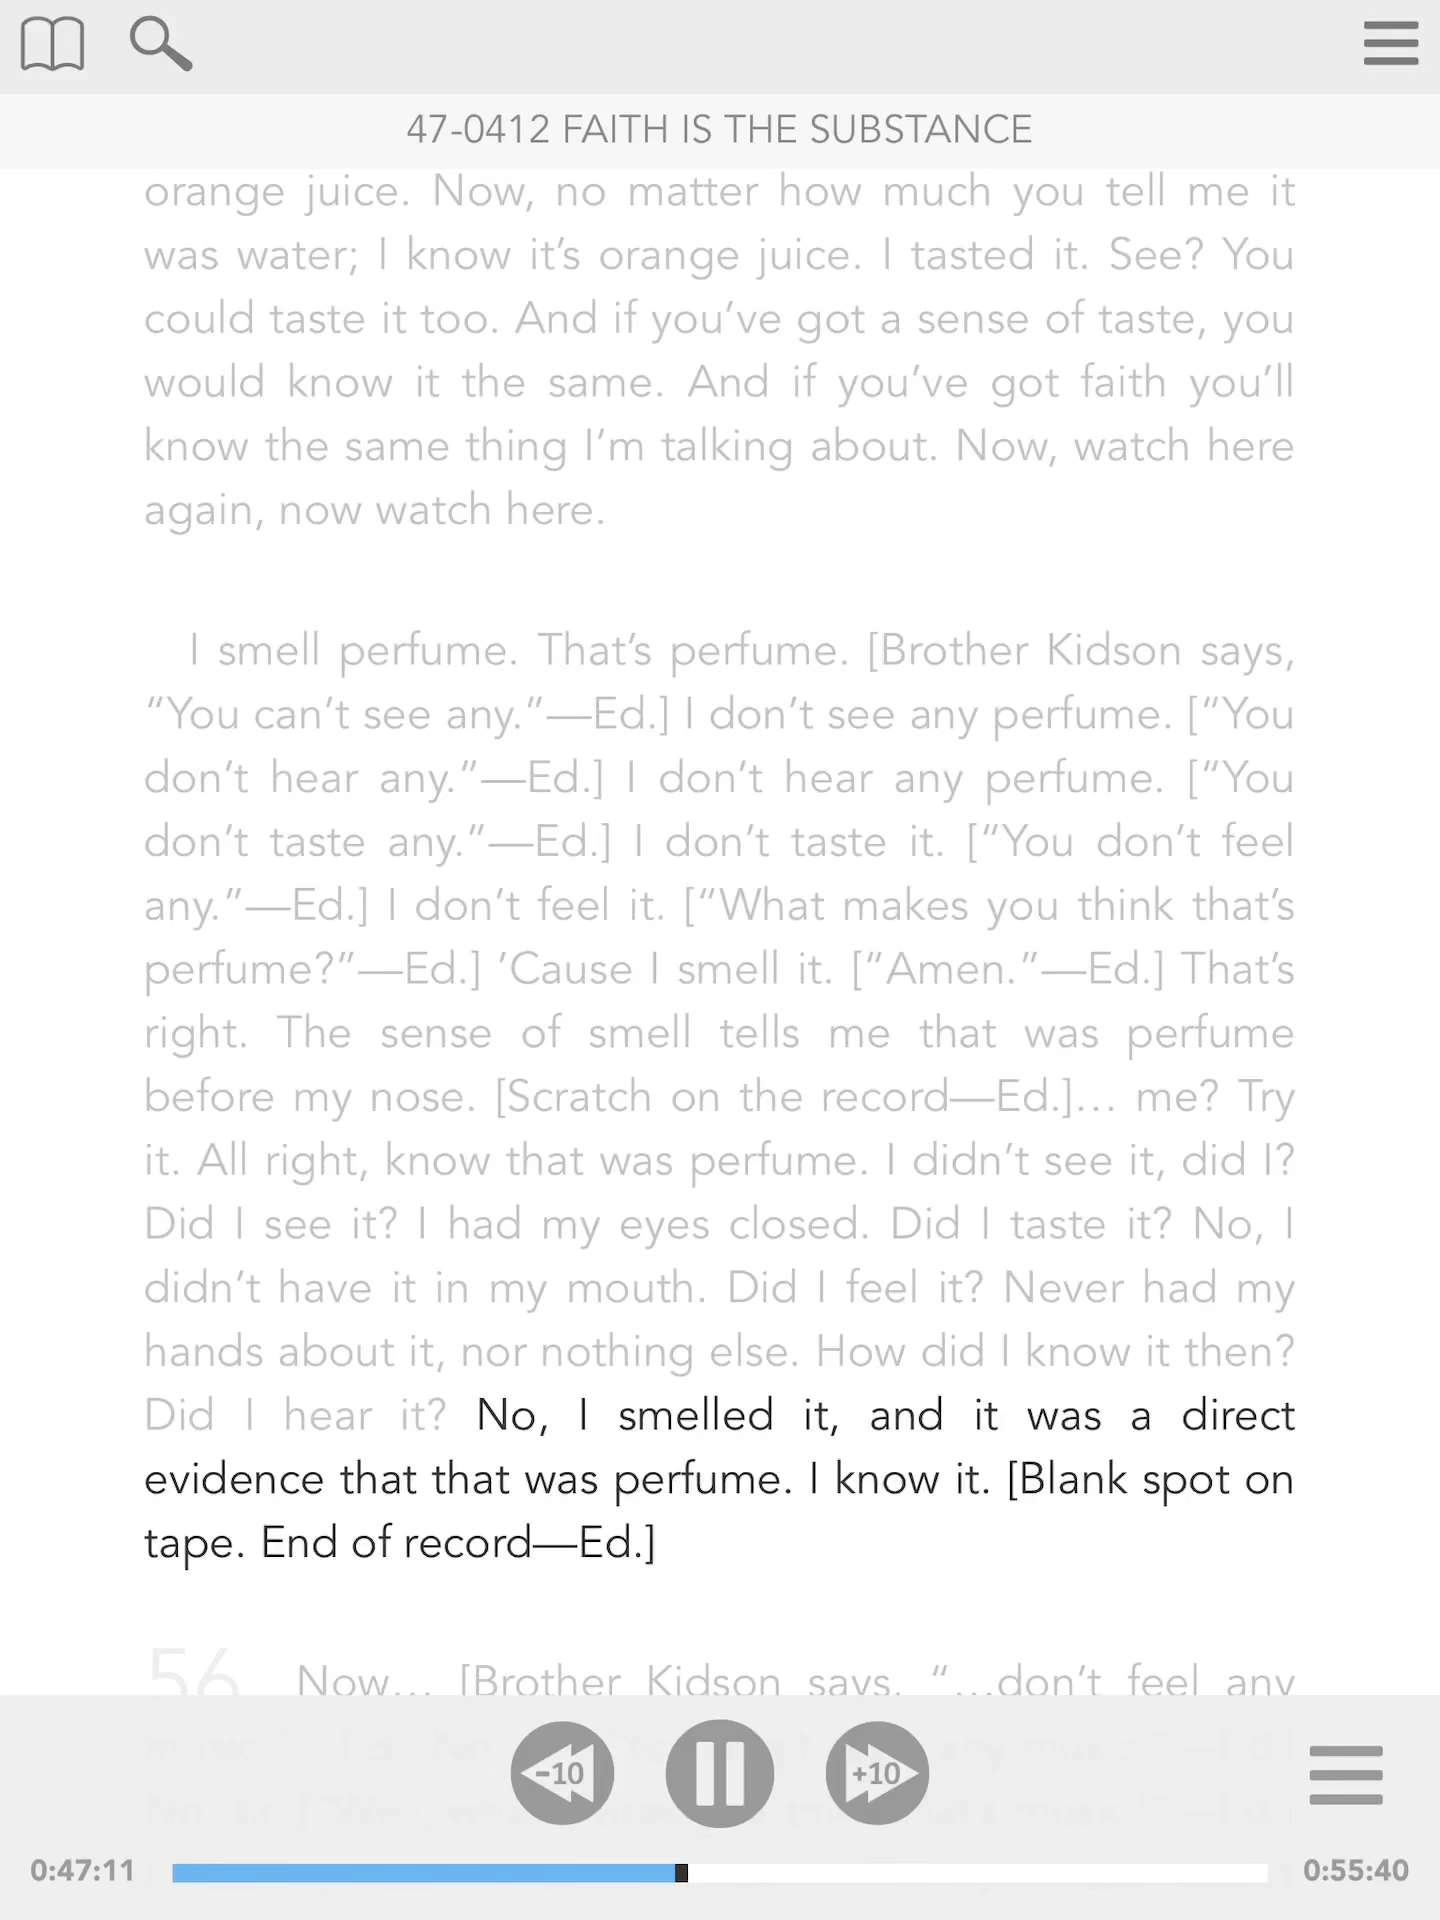 47-0412 FAITH IS THE SUBSTANCE
orange juice. Now, no matter how much you tell me it
was water; I know it’s orange juice. I tasted it. See? You
could taste it too. And if you’ve got a sense of taste, you
would know it the same. And if you’ve got faith you’ll
know the same thing I’m talking about. Now, watch here
again, now watch here.
I smell perfume. That’s perfume. [Brother Kidson says,
“You can’t see any.”—Ed.] I don’t see any perfume. [“You
don’t hear any.”—Ed.] I don’t hear any perfume. [“You
don’t taste any.”—Ed.] I don’t taste it. [“You don’t feel
any.”—Ed.] I don’t feel it. [“What makes you think that’s
perfume?”—Ed.] ’Cause I smell it. [“Amen.”—Ed.] That’s
right. The sense of smell tells me that was perfume
before my nose. [Scratch on the record—Ed.]… me? Try
it. All right, know that was perfume. I didn’t see it, did I?
Did I see it? I had my eyes closed. Did I taste it? No, I
didn’t have it in my mouth. Did I feel it? Never had my
hands about it, nor nothing else. How did I know it then?
Did I hear it? No, I smelled it, and it was a direct
evidence that that was perfume. I know it. [Blank spot on
tape. End of record—Ed.]
56 Now… [Brother Kidson says, “…don’t feel any
-10 +10
0:47:11 0:55:40